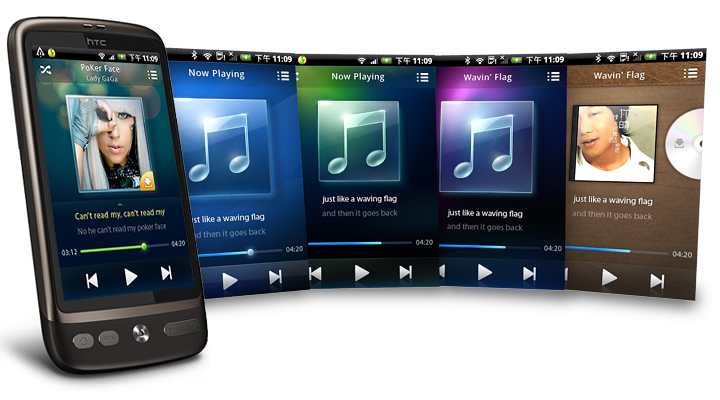 htc
下午 11:09
PoKer Face
Lady GaGa
Can't read my, can't read my
No he can't read my poker face
03:12
04:20
下午 11:09
Now Playing
just like a waving flag
and then it goes back
04:20
下午 11:09
Now Playing
just like a waving flag
and then it goes back
04:20
下午 11:09
Wavin' Flag
just like a waving flag
and then it goes back
04:20
下午 11:09
Wavin' Flag
just like a waving flag
and then it goes back
04:20